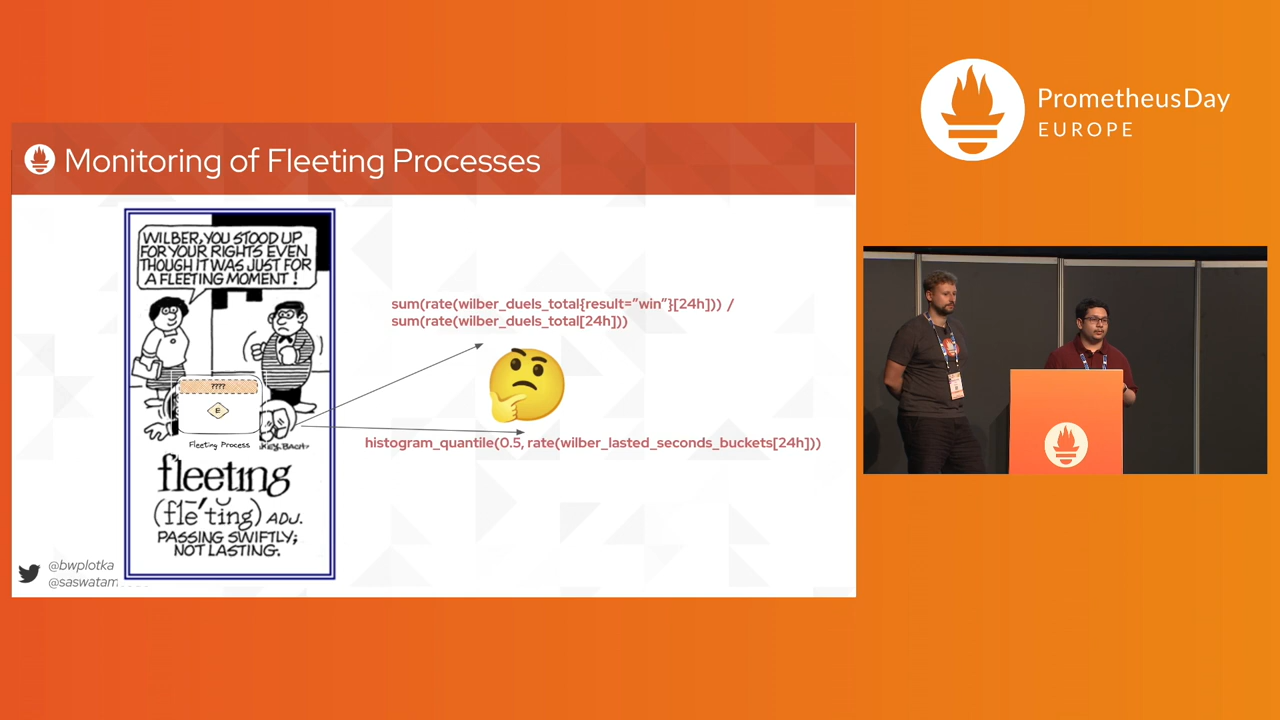 PrometheusDay
EUROPE
Monitoring of Fleeting Processes
WILBER, YOU STOOD UP
FOR YOUR RIGHTS EVEN
THOUGH IT WAS JUST FOR
A FLEETING MOMENT!
????
E
Fleeting Process
fleeting
(flē′ting) ADJ.
PASSING SWIFTLY;
NOT LASTING.
sum(rate(wilber_duels_total{result=”win”}[24h])) /
sum(rate(wilber_duels_total[24h]))
histogram_quantile(0.5, rate(wilber_lasted_seconds_buckets[24h]))
@bwplotka